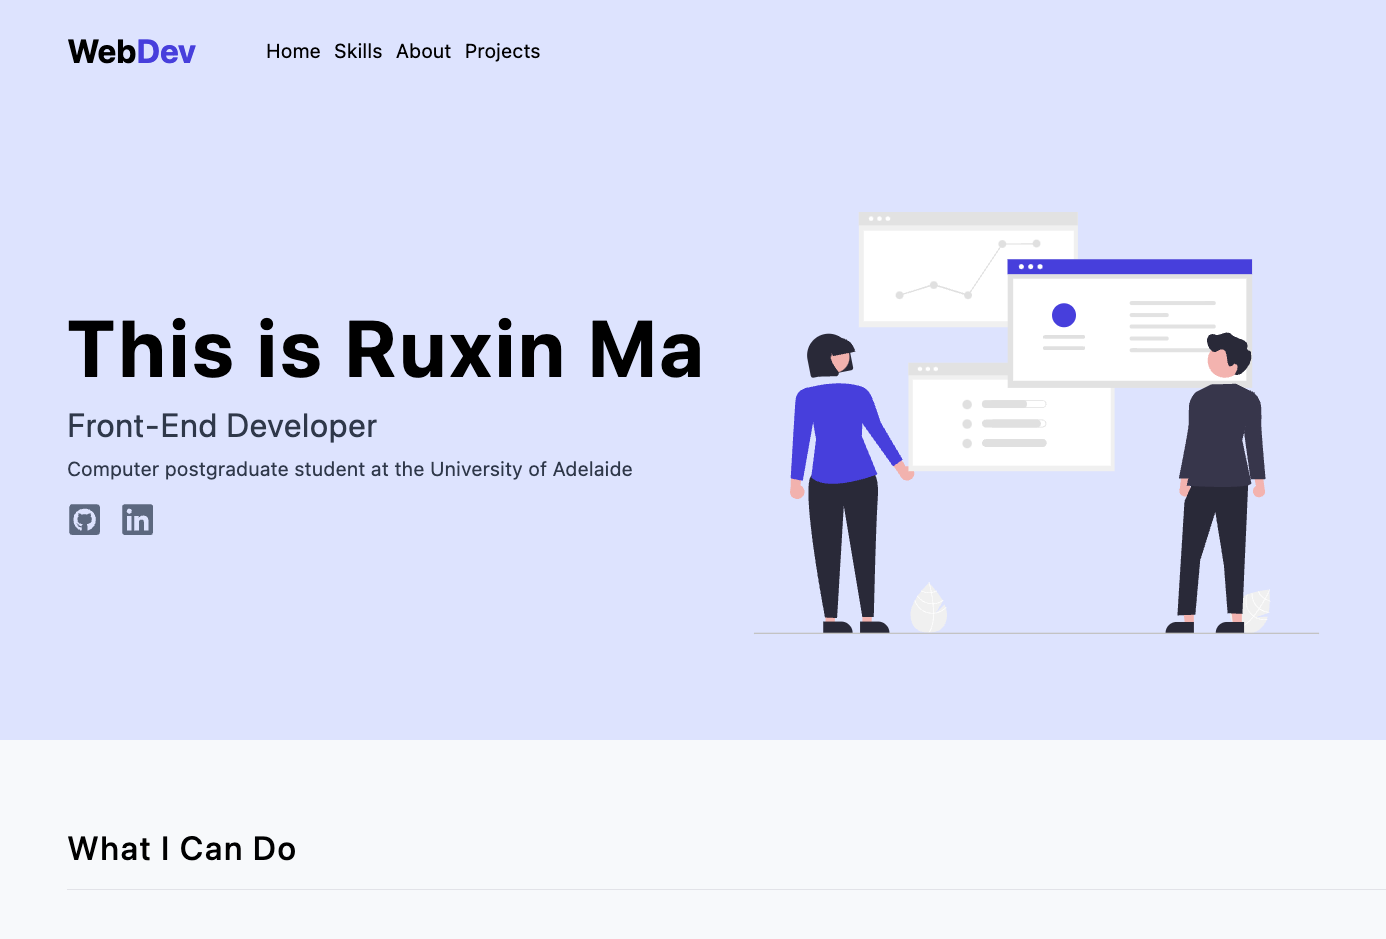 WebDev Home Skills About Projects
This is Ruxin Ma
Front-End Developer
Computer postgraduate student at the University of Adelaide
in
What I Can Do